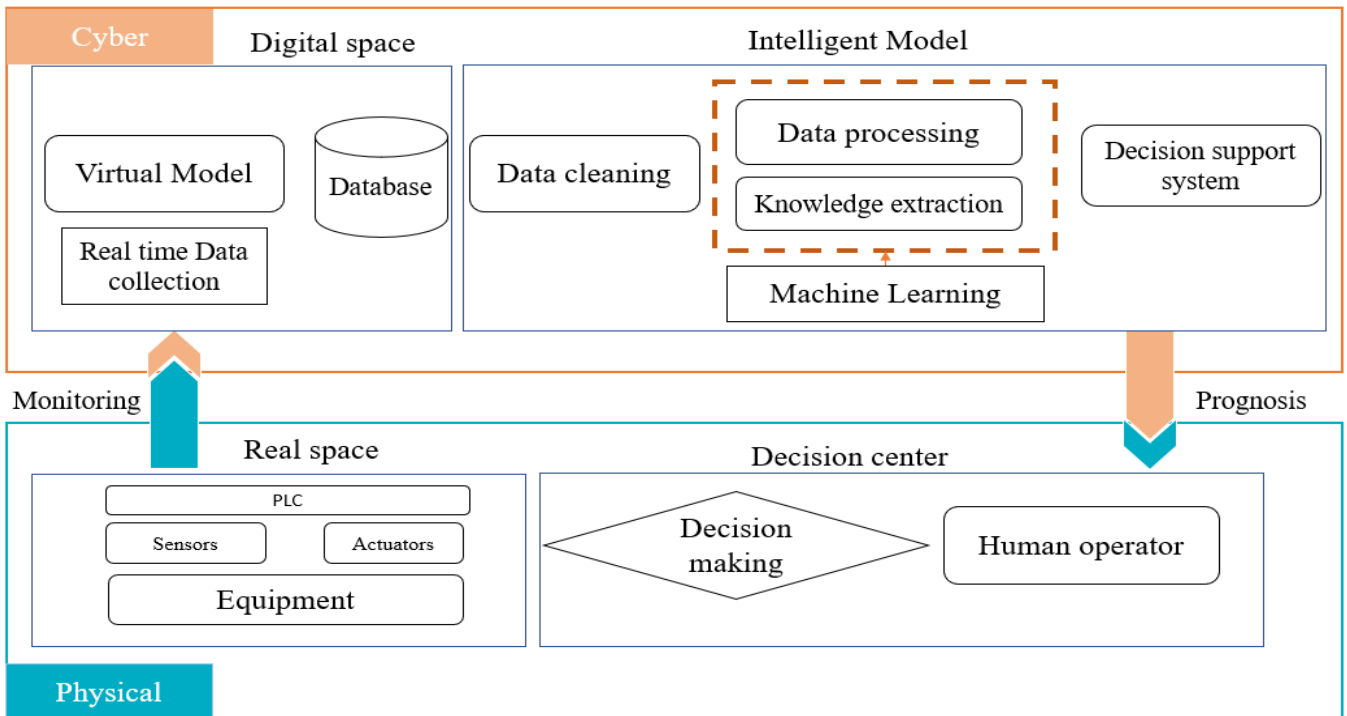 Cyber
Digital space
Intelligent Model
Virtual Model
Database
Real time Data
collection
Data cleaning
Data processing
Knowledge extraction
Machine Learning
Decision support
system
Monitoring
Prognosis
Real space
PLC
Sensors
Actuators
Equipment
Decision center
Decision
making
Human operator
Physical